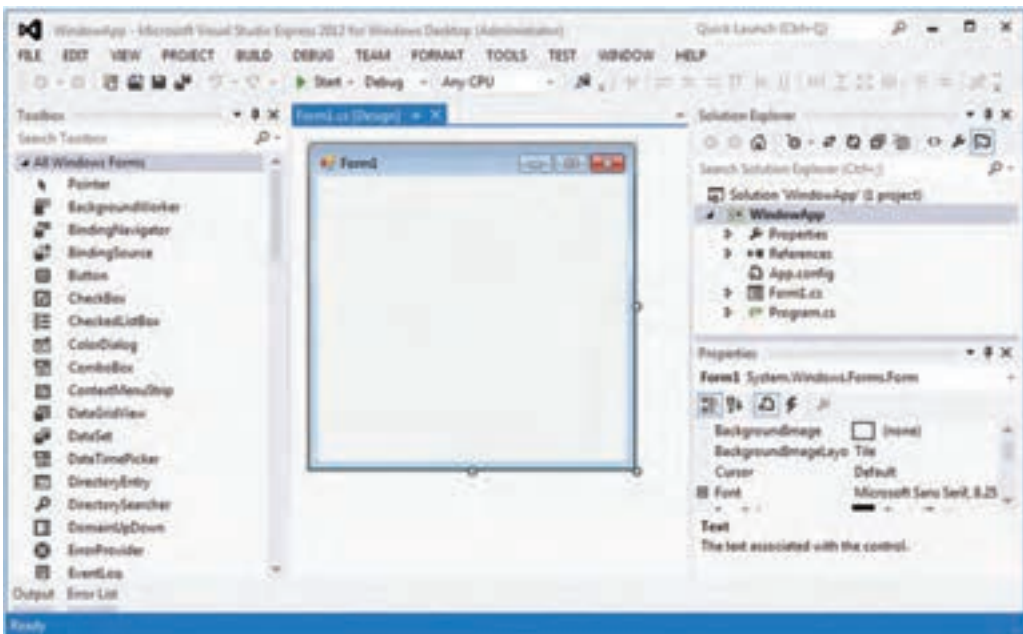 WindowApp - Microsoft Visual Studio Express 2012 for Windows Desktop (Administrator)
Quick Launch (Ctrl+Q)
FILE EDIT VIEW PROJECT BUILD DEBUG TEAM FORMAT TOOLS TEST WINDOW HELP
Start Debug Any CPU
Toolbox
Search Toolbox
All Windows Forms
Pointer
BackgroundWorker
BindingNavigator
BindingSource
Button
CheckBox
CheckedListBox
ColorDialog
ComboBox
ContextMenuStrip
DataGridView
DataSet
DateTimePicker
DirectoryEntry
DirectorySearcher
DomainUpDown
ErrorProvider
EventLog
Output Error List
Ready
Form1.cs [Design]
Form1
Solution Explorer
Search Solution Explorer (Ctrl+;)
Solution 'WindowApp' (1 project)
WindowApp
Properties
References
App.config
Form1.cs
Program.cs
Properties
Form1 System.Windows.Forms.Form
BackgroundImage (none)
BackgroundImageLayo Tile
Cursor Default
Font Microsoft Sans Serif, 8.25
Text
The text associated with the control.